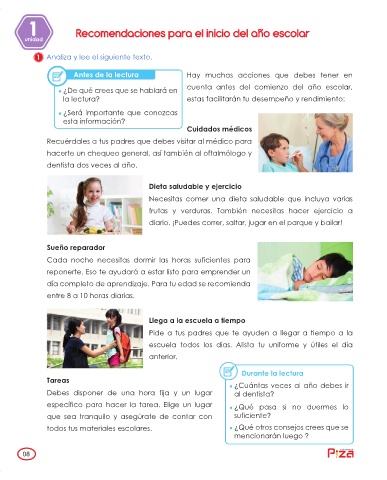 1
unidad
Recomendaciones para el inicio del año escolar
1 Analiza y lee el siguiente texto.
Antes de la lectura
• ¿De qué crees que se hablará en
la lectura?
• ¿Será importante que conozcas
esta información?
Hay muchas acciones que debes tener en
cuenta antes del comienzo del año escolar,
estas facilitarán tu desempeño y rendimiento:
Cuidados médicos
Recuérdales a tus padres que debes visitar al médico para
hacerte un chequeo general, así también al oftalmólogo y
dentista dos veces al año.
Dieta saludable y ejercicio
Necesitas comer una dieta saludable que incluya varias
frutas y verduras. También necesitas hacer ejercicio a
diario. ¡Puedes correr, saltar, jugar en el parque y bailar!
Sueño reparador
Cada noche necesitas dormir las horas suficientes para
reponerte. Eso te ayudará a estar listo para emprender un
día completo de aprendizaje. Para tu edad se recomienda
entre 8 a 10 horas diarias.
Llega a la escuela a tiempo
Pide a tus padres que te ayuden a llegar a tiempo a la
escuela todos los días. Alista tu uniforme y útiles el día
anterior.
Tareas
Debes disponer de una hora fija y un lugar
específico para hacer la tarea. Elige un lugar
que sea tranquilo y asegúrate de contar con
todos tus materiales escolares.
Durante la lectura
• ¿Cuántas veces al año debes ir
al dentista?
• ¿Qué pasa si no duermes lo
suficiente?
• ¿Qué otros consejos crees que se
mencionarán luego ?
08
Piza